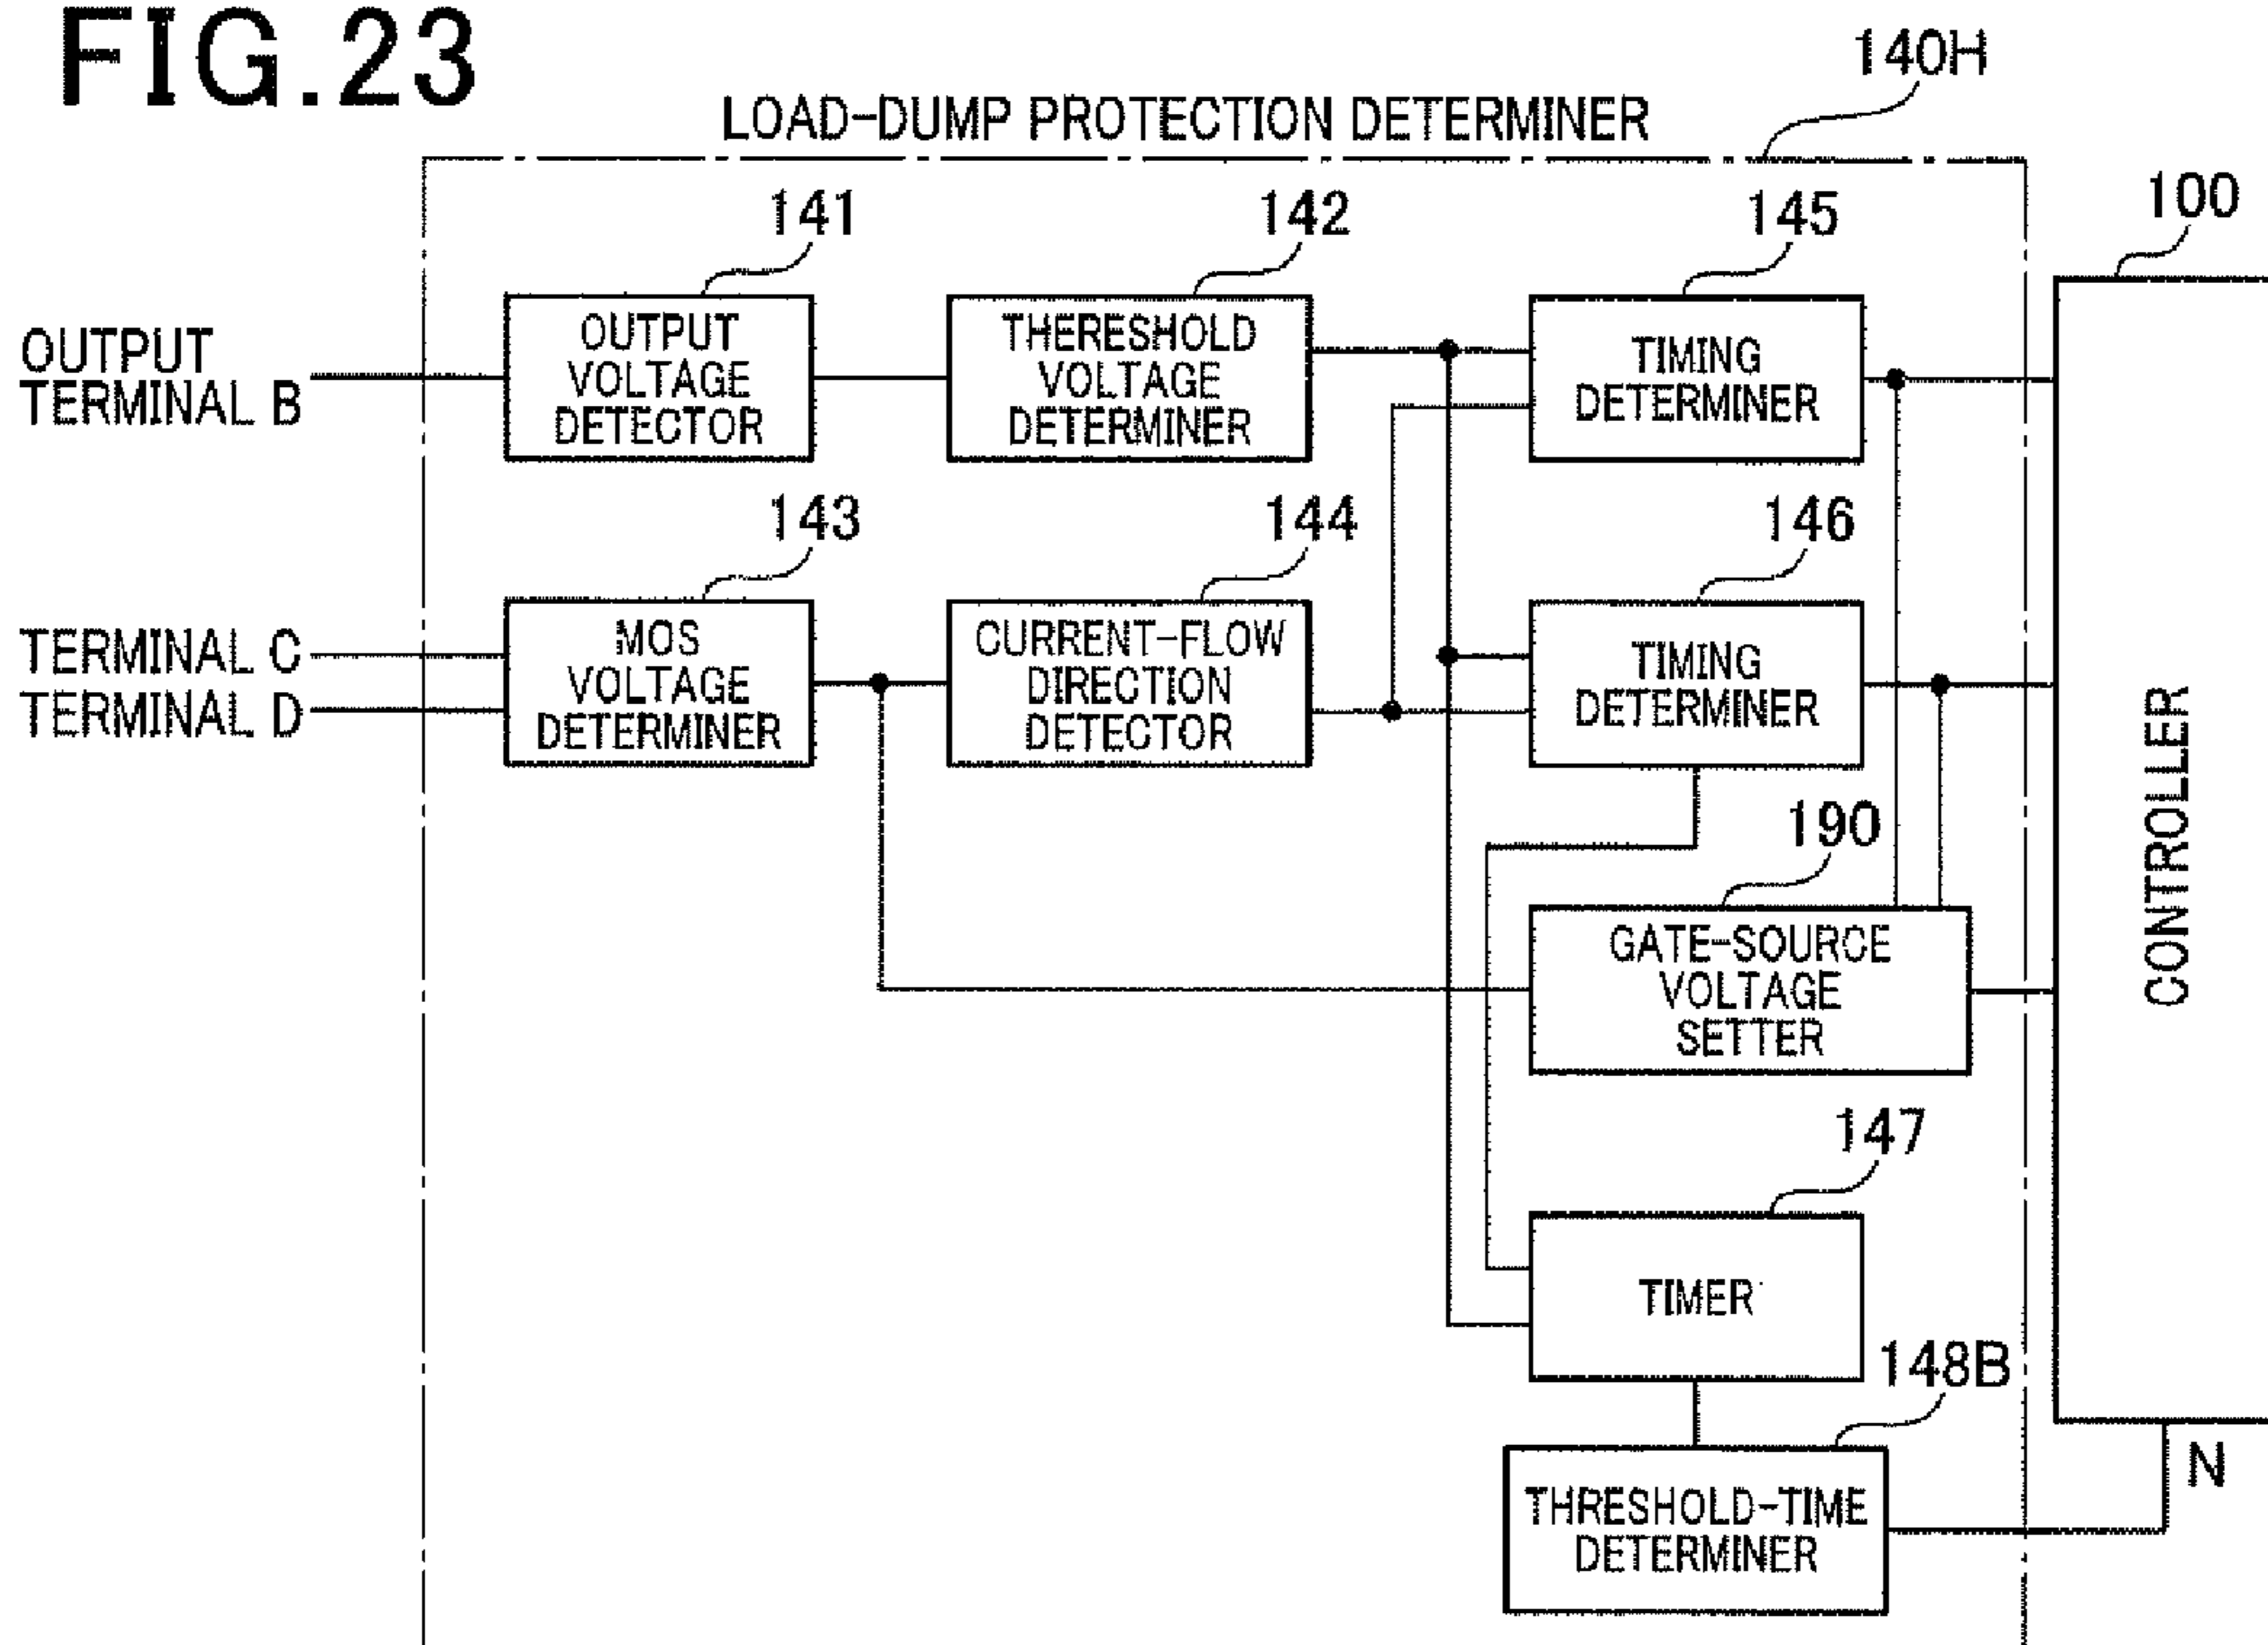 FIG.23
140H
LOAD-DUMP PROTECTION DETERMINER
141
142
145
100
OUTPUT
TERMINAL B
OUTPUT
VOLTAGE
DETECTOR
THERESHOLD
VOLTAGE
DETERMINER
TIMING
DETERMINER
143
144
146
TERMINAL C
TERMINAL D
MOS
VOLTAGE
DETERMINER
CURRENT-FLOW
DIRECTION
DETECTOR
TIMING
DETERMINER
CONTROLLER
190
GATE-SOURCE
VOLTAGE
SETTER
147
TIMER
148B
N
THRESHOLD-TIME
DETERMINER